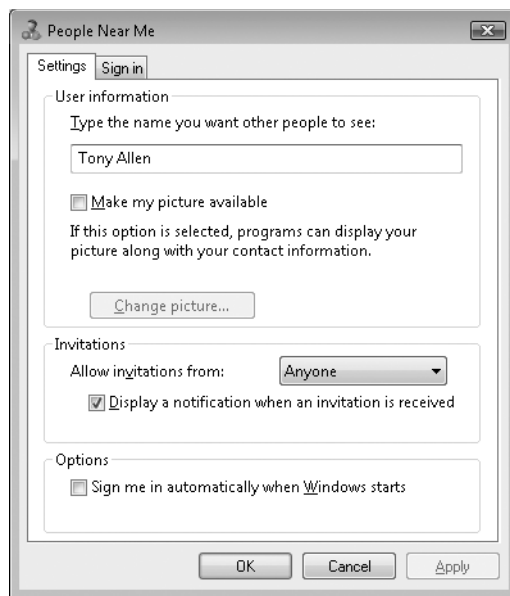 People Near Me
Settings
Sign in
User information
Type the name you want other people to see:
Tony Allen
Make my picture available
If this option is selected, programs can display your
picture along with your contact information.
Change picture...
Invitations
Allow invitations from:
Anyone
Display a notification when an invitation is received
Options
Sign me in automatically when Windows starts
OK
Cancel
Apply